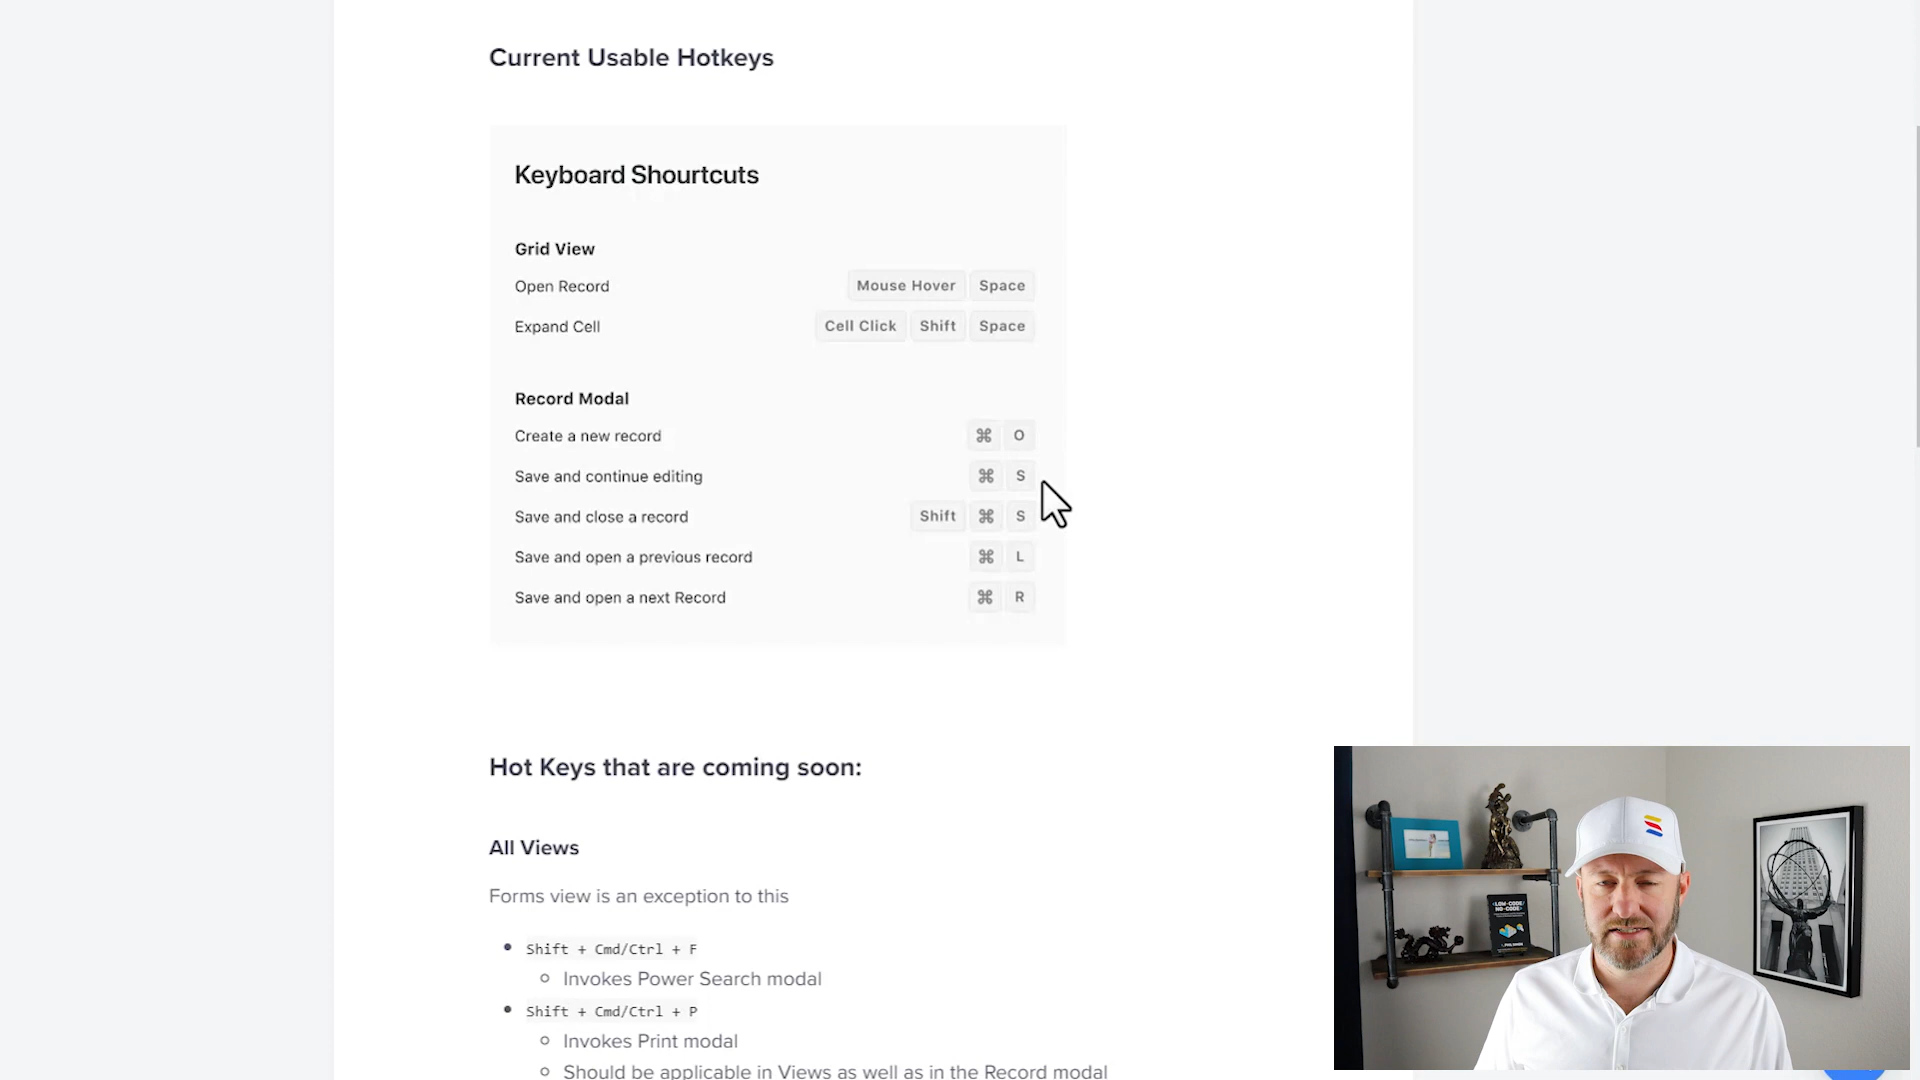 Current Usable Hotkeys
Keyboard Shourtcuts
Grid View
Open Record Mouse Hover Space
Expand Cell Cell Click Shift Space
Record Modal
Create a new record ⌘ O
Save and continue editing ⌘ S
Save and close a record Shift ⌘ S
Save and open a previous record ⌘ L
Save and open a next Record ⌘ R
Hot Keys that are coming soon:
All Views
Forms view is an exception to this
Shift + Cmd/Ctrl + F
Invokes Power Search modal
Shift + Cmd/Ctrl + P
Invokes Print modal
Should be applicable in Views as well as in the Record modal
LOW-CODE/
NO-CODE